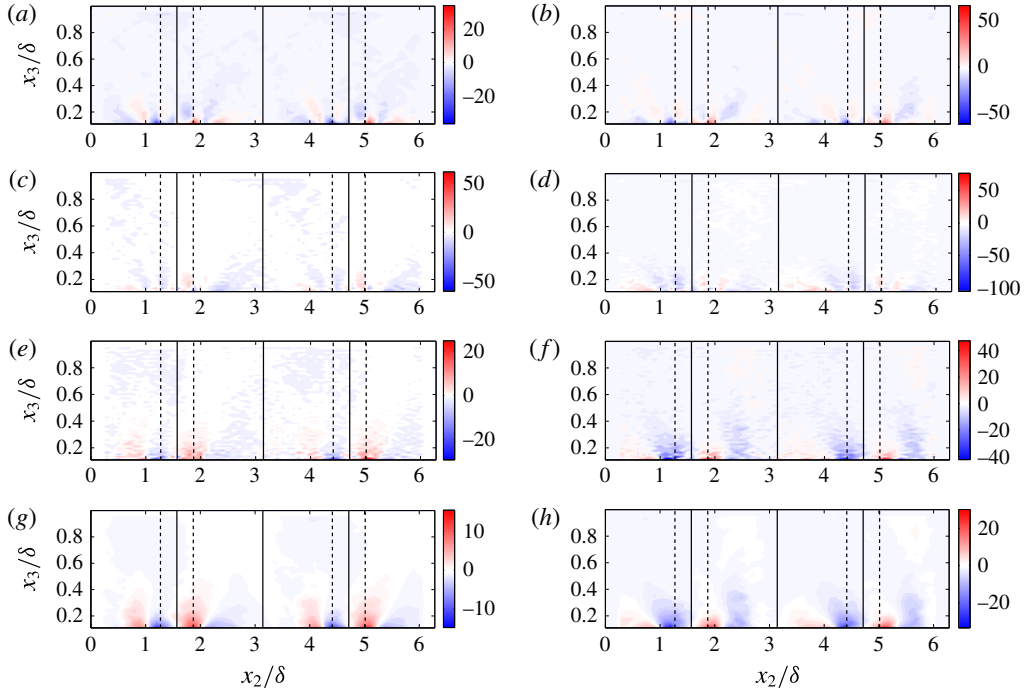 (a) (b)
x₃/δ 0.8 0.6 0.4 0.2 20 0 –20 0.8 0.6 0.4 0.2 50 0 –50
0 1 2 3 4 5 6 0 1 2 3 4 5 6
(c) (d)
x₃/δ 0.8 0.6 0.4 0.2 50 0 –50 0.8 0.6 0.4 0.2 50 0 –50 –100
0 1 2 3 4 5 6 0 1 2 3 4 5 6
(e) (f)
x₃/δ 0.8 0.6 0.4 0.2 20 0 –20 0.8 0.6 0.4 0.2 40 20 0 –20 –40
0 1 2 3 4 5 6 0 1 2 3 4 5 6
(g) (h)
x₃/δ 0.8 0.6 0.4 0.2 10 0 –10 0.8 0.6 0.4 0.2 20 0 –20
0 1 2 3 4 5 6 0 1 2 3 4 5 6
x₂/δ x₂/δ